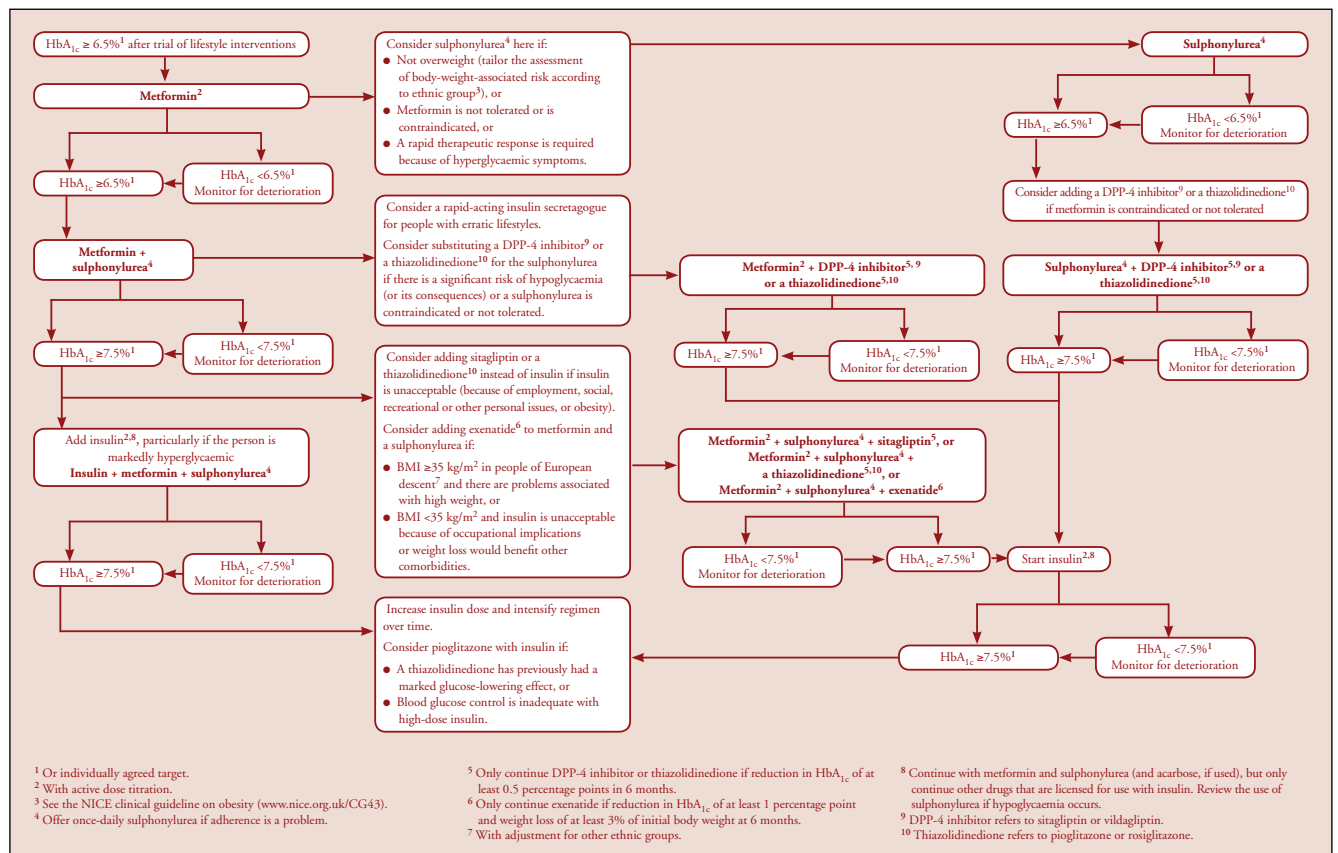 HbA1c ≥ 6.5%1 after trial of lifestyle interventions
Metformin2
HbA1c ≥6.5%1
HbA1c <6.5%1
Monitor for deterioration
Metformin +
sulphonylurea4
HbA1c ≥7.5%1
HbA1c <7.5%1
Monitor for deterioration
Add insulin2,8, particularly if the person is
markedly hyperglycaemic
Insulin + metformin + sulphonylurea4
HbA1c ≥7.5%1
HbA1c <7.5%1
Monitor for deterioration
Consider sulphonylurea4 here if:
● Not overweight (tailor the assessment
of body-weight-associated risk according
to ethnic group3), or
● Metformin is not tolerated or is
contraindicated, or
● A rapid therapeutic response is required
because of hyperglycaemic symptoms.
Consider a rapid-acting insulin secretagogue
for people with erratic lifestyles.
Consider substituting a DPP-4 inhibitor9 or
a thiazolidinedione10 for the sulphonylurea
if there is a significant risk of hypoglycaemia
(or its consequences) or a sulphonylurea is
contraindicated or not tolerated.
Consider adding sitagliptin or a
thiazolidinedione10 instead of insulin if insulin
is unacceptable (because of employment, social,
recreational or other personal issues, or obesity).
Consider adding exenatide6 to metformin and
a sulphonylurea if:
● BMI ≥35 kg/m2 in people of European
descent7 and there are problems associated
with high weight, or
● BMI <35 kg/m2 and insulin is unacceptable
because of occupational implications
or weight loss would benefit other
comorbidities.
Increase insulin dose and intensify regimen
over time.
Consider pioglitazone with insulin if:
● A thiazolidinedione has previously had a
marked glucose-lowering effect, or
● Blood glucose control is inadequate with
high-dose insulin.
Metformin2 + DPP-4 inhibitor5, 9
or a thiazolidinedione5,10
HbA1c ≥7.5%1
HbA1c <7.5%1
Monitor for deterioration
Metformin2 + sulphonylurea4 + sitagliptin5, or
Metformin2 + sulphonylurea4 +
a thiazolidinedione5,10, or
Metformin2 + sulphonylurea4 + exenatide6
HbA1c <7.5%1
Monitor for deterioration
HbA1c ≥7.5%1
Sulphonylurea4
HbA1c ≥6.5%1
HbA1c <6.5%1
Monitor for deterioration
Consider adding a DPP-4 inhibitor9 or a thiazolidinedione10
if metformin is contraindicated or not tolerated
Sulphonylurea4 + DPP-4 inhibitor5,9 or a
thiazolidinedione5,10
HbA1c ≥7.5%1
HbA1c <7.5%1
Monitor for deterioration
Start insulin2,8
HbA1c ≥7.5%1
HbA1c <7.5%1
Monitor for deterioration
1 Or individually agreed target.
2 With active dose titration.
3 See the NICE clinical guideline on obesity (www.nice.org.uk/CG43).
4 Offer once-daily sulphonylurea if adherence is a problem.
5 Only continue DPP-4 inhibitor or thiazolidinedione if reduction in HbA1c of at
least 0.5 percentage points in 6 months.
6 Only continue exenatide if reduction in HbA1c of at least 1 percentage point
and weight loss of at least 3% of initial body weight at 6 months.
7 With adjustment for other ethnic groups.
8 Continue with metformin and sulphonylurea (and acarbose, if used), but only
continue other drugs that are licensed for use with insulin. Review the use of
sulphonylurea if hypoglycaemia occurs.
9 DPP-4 inhibitor refers to sitagliptin or vildagliptin.
10 Thiazolidinedione refers to pioglitazone or rosiglitazone.